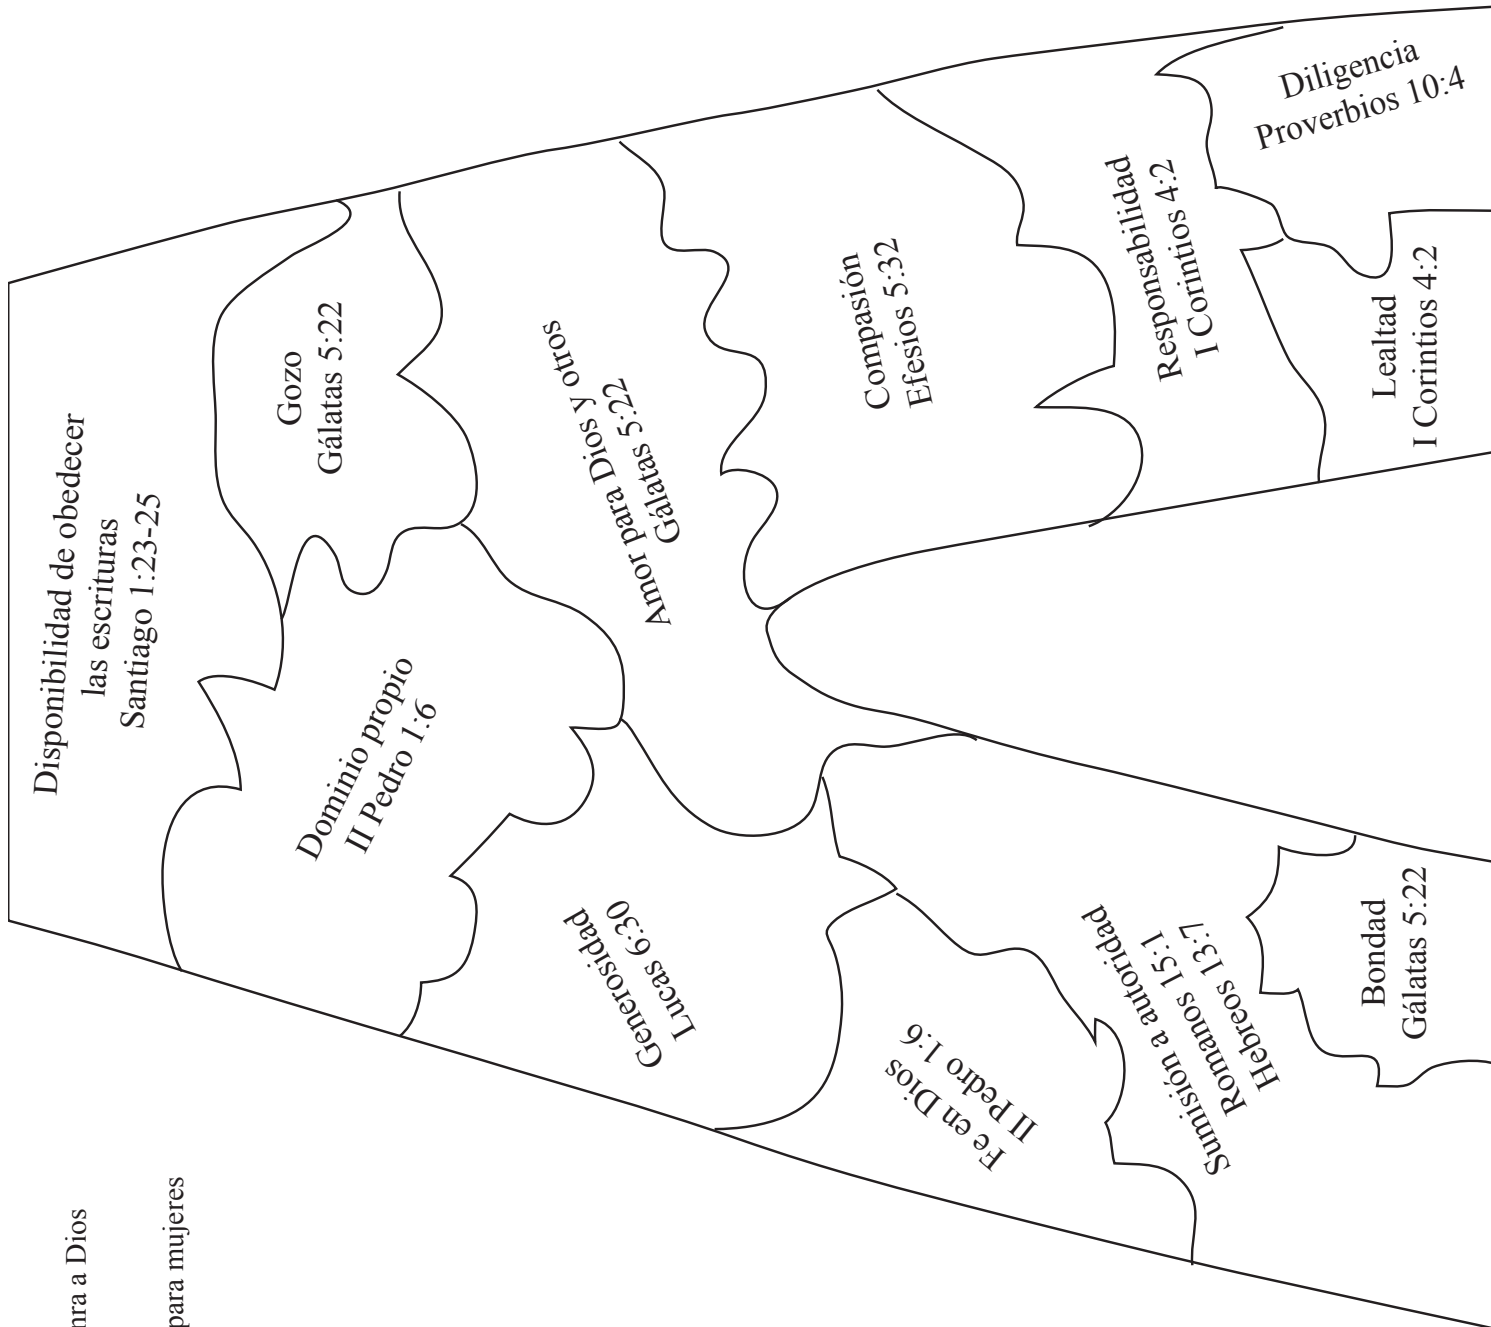 nra a Dios
para mujeres
Disponibilidad de obedecer
las escrituras
Santiago 1:23-25
Gozo
Gálatas 5:22
Dominio propio
II Pedro 1:6
Amor para Dios y otros
Gálatas 5:22
Generosidad
Lucas 6:30
Compasión
Efesios 5:32
Fe en Dios
II Pedro 1:6
Responsabilidad
I Corintios 4:2
Sumisión a autoridad
Romanos 15:1
Hebreos 13:7
Diligencia
Proverbios 10:4
Lealtad
I Corintios 4:2
Bondad
Gálatas 5:22